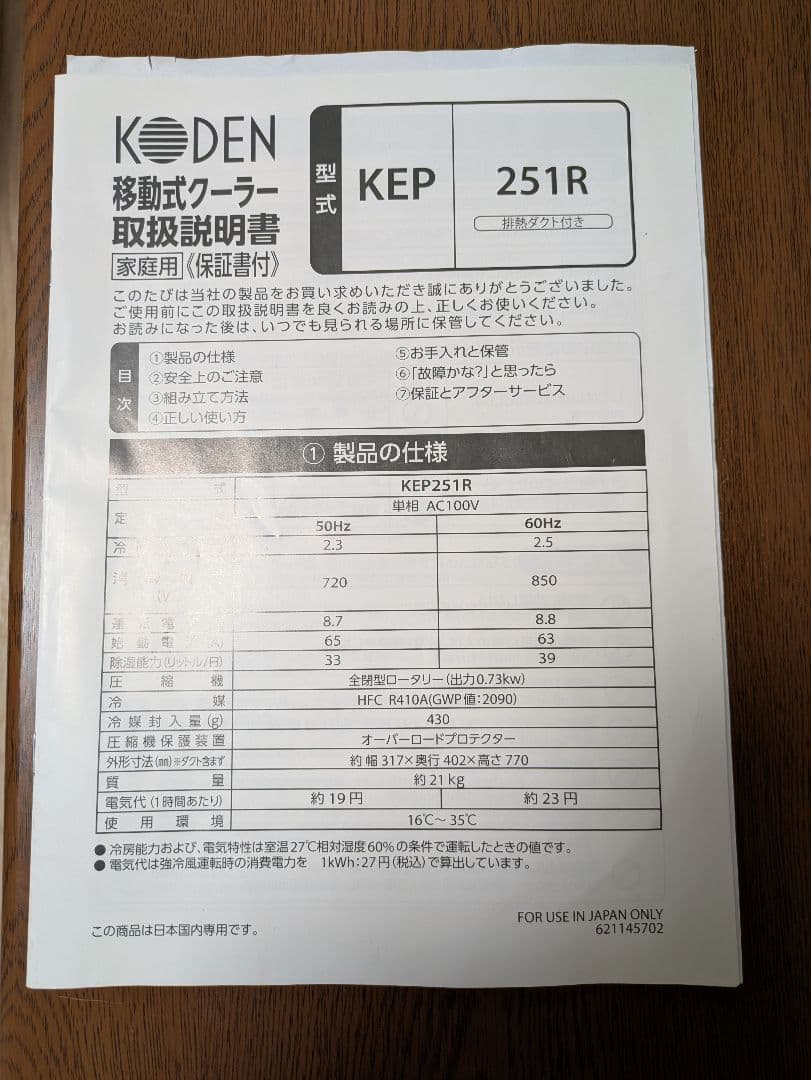 KODEN
移動式クーラー
取扱説明書
家庭用《保証書付》
型式 KEP 251R
排熱ダクト付き
このたびは当社の製品をお買い求めいただき誠にありがとうございました。
ご使用前にこの取扱説明書を良くお読みの上、正しくお使いください。
お読みになった後は、いつでも見られる場所に保管してください。
目次
①製品の仕様
②安全上のご注意
③組み立て方法
④正しい使い方
⑤お手入れと保管
⑥「故障かな?」と思ったら
⑦保証とアフターサービス
① 製品の仕様
型 式 KEP251R
定 単相 AC100V
50Hz 60Hz
冷 2.3 2.5
消 720 850
運 電 8.7 8.8
始動電 (A) 65 63
除湿能力(リットル/日) 33 39
圧縮機 全閉型ロータリー(出力0.73kw)
冷媒 HFC R410A(GWP値:2090)
冷媒封入量(g) 430
圧縮機保護装置 オーバーロードプロテクター
外形寸法(㎜)※ダクト含まず 約 幅 317×奥行 402×高さ 770
質量 約21kg
電気代(1時間あたり) 約19円 約23円
使用環境 16℃〜35℃
●冷房能力および、電気特性は室温27℃相対湿度60%の条件で運転したときの値です。
●電気代は強冷風運転時の消費電力を 1kWh:27円(税込)で算出しています。
この商品は日本国内専用です。
FOR USE IN JAPAN ONLY
621145702